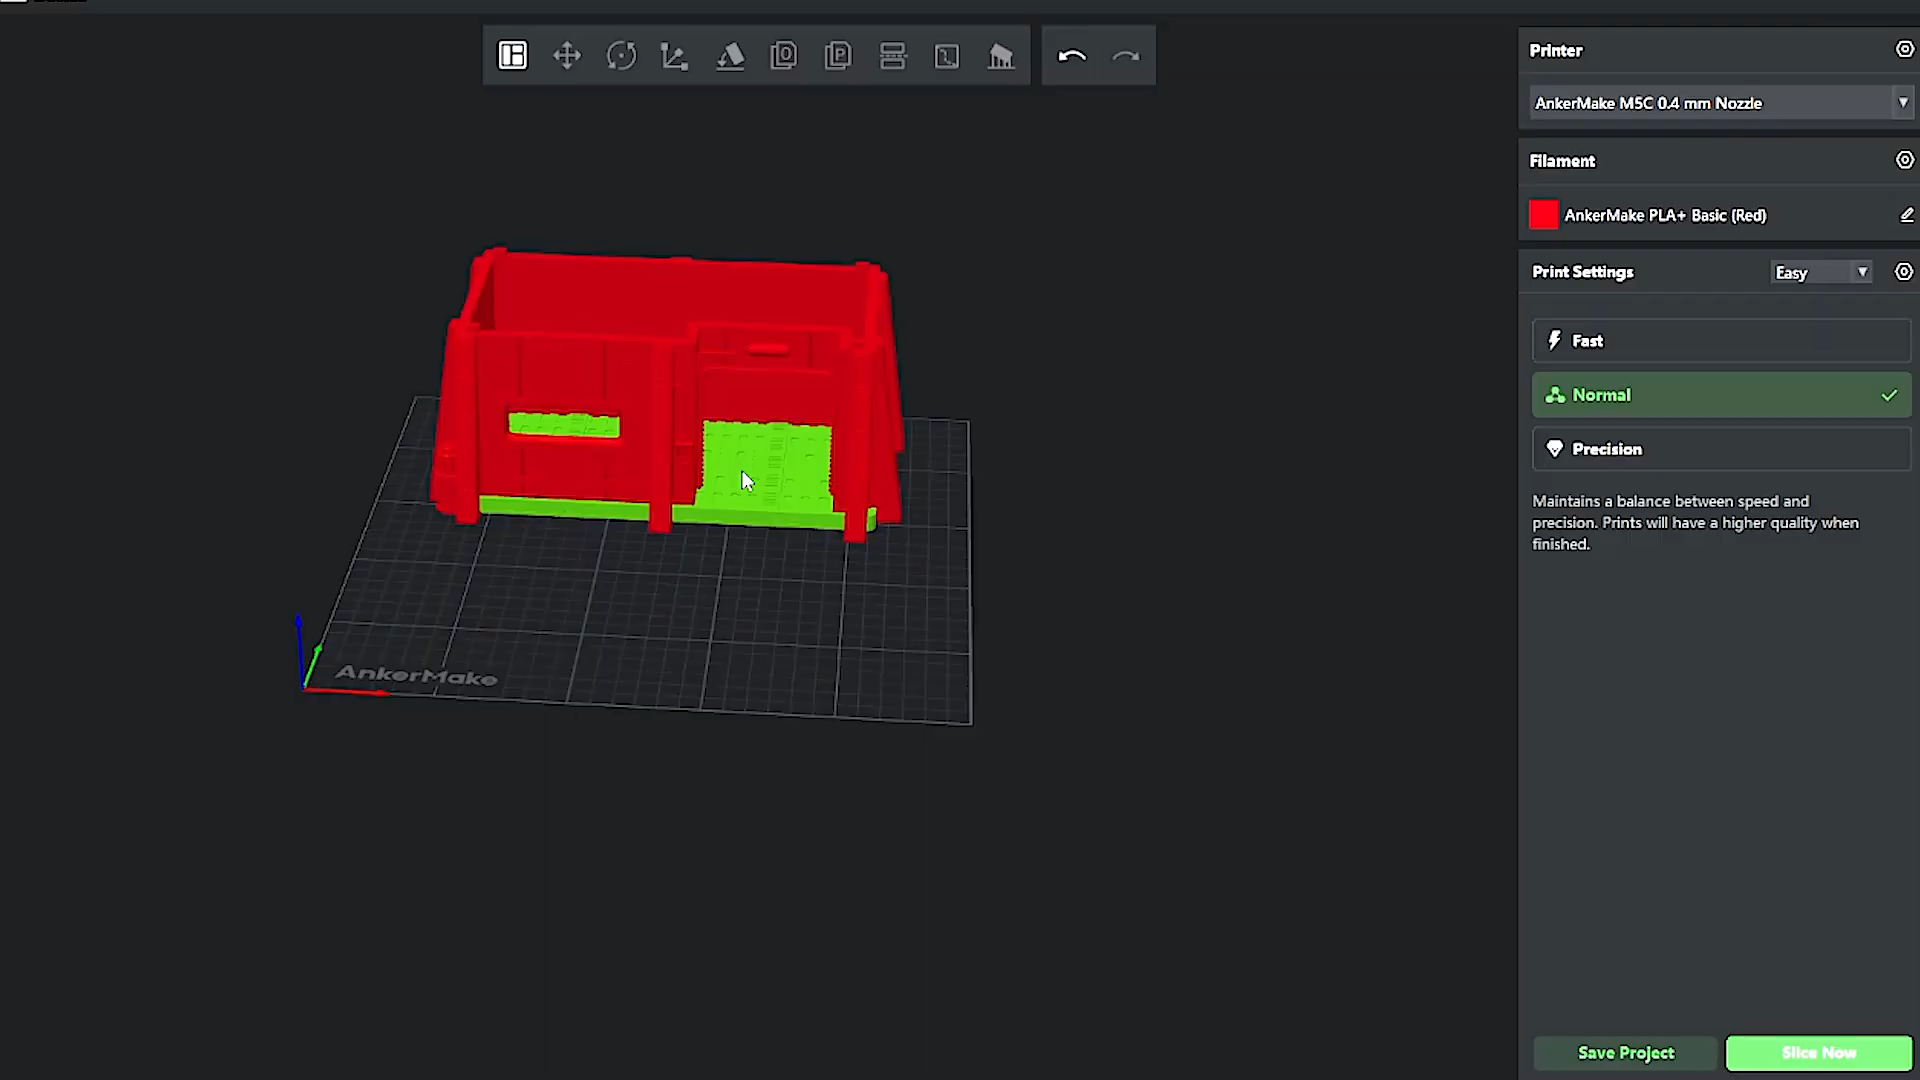 Printer
AnkerMake M5C 0.4 mm Nozzle
Filament
AnkerMake PLA+ Basic (Red)
Print Settings
Easy
Fast
Normal
Precision
Maintains a balance between speed and
precision. Prints will have a higher quality when
finished.
AnkerMake
Save Project
Slice Now